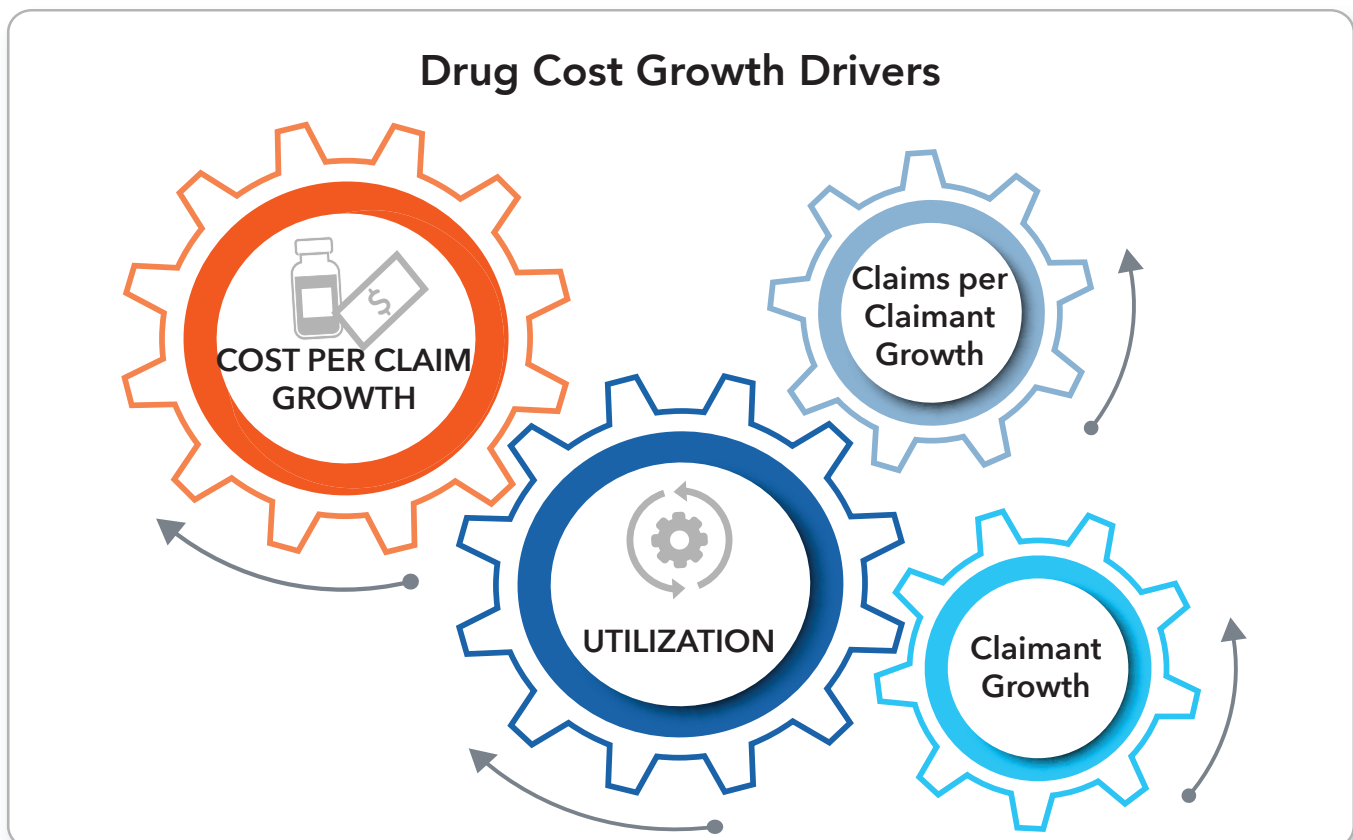 Drug Cost Growth Drivers
$
COST PER CLAIM
GROWTH
Claims per
Claimant
Growth
UTILIZATION
Claimant
Growth